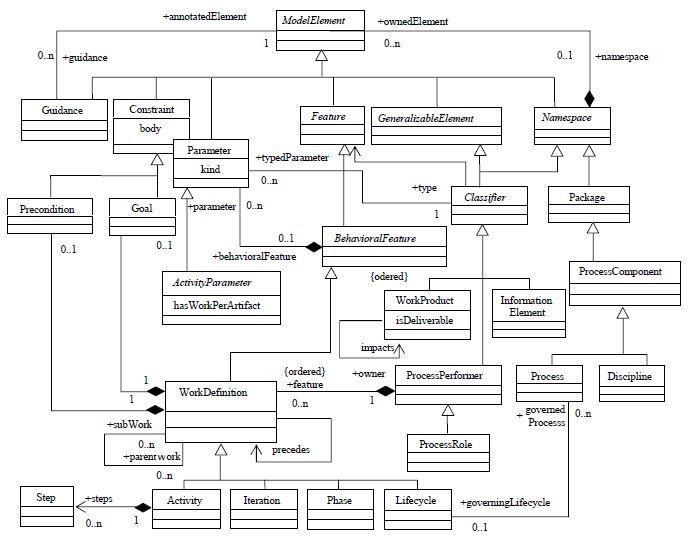 +annotatedElement
ModelElement
+ownedElement
0..n
1
0..n
0..1
+guidance
+namespace
Guidance
Constraint
body
Feature
GeneralizableElement
Namespace
Parameter
kind
+typedParameter
0..n
+type
1
Classifier
Package
Precondition
Goal
+parameter
0..n
0..1
0..1
0..1
+behavioralFeature
BehavioralFeature
{odered}
ProcessComponent
ActivityParameter
hasWorkPerArtifact
WorkProduct
isDeliverable
Information
Element
impacts
{ordered}
+feature
0..n
+owner
1
ProcessPerformer
Process
Discipline
1
1
WorkDefinition
+ governed
Processs
0..n
+subWork
0..n
+parentWork
0..n
precedes
ProcessRole
Step
+steps
0..n
1
Activity
Iteration
Phase
Lifecycle
+governingLifecycle
0..1